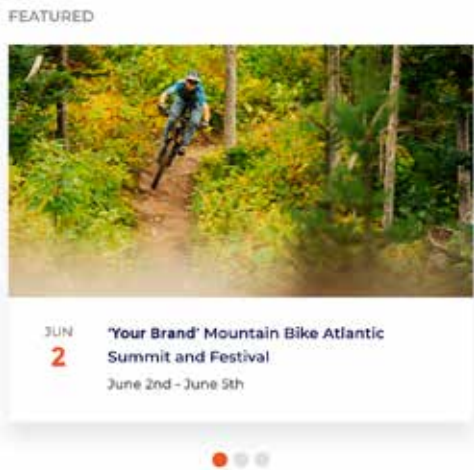 FEATURED
JUN
2
'Your Brand' Mountain Bike Atlantic
Summit and Festival
June 2nd - June 5th